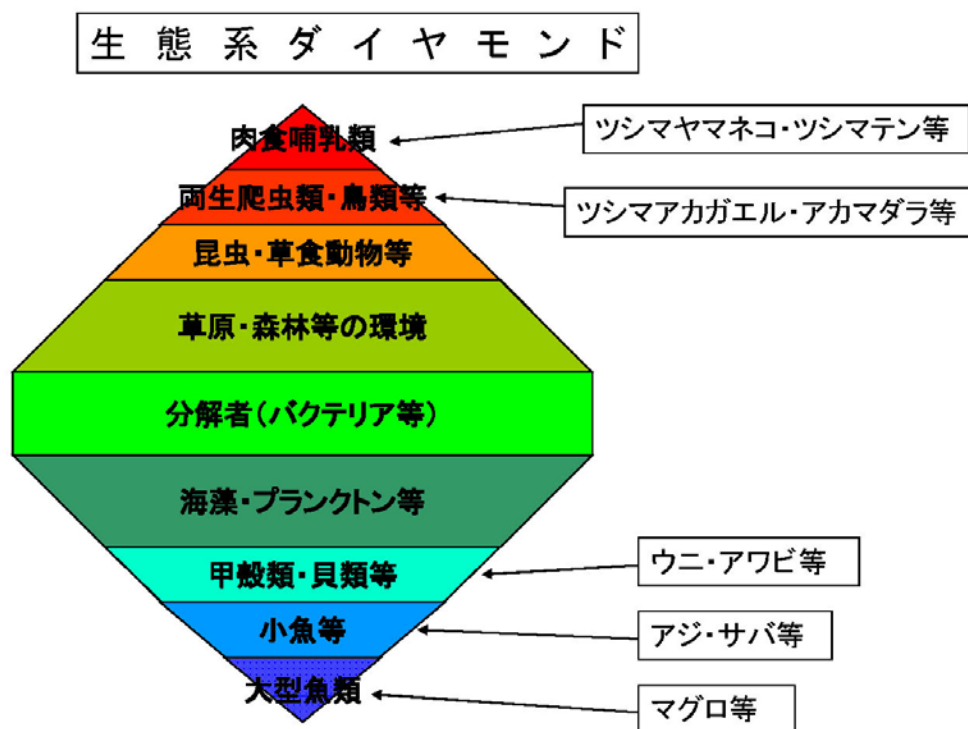 生態系ダイヤモンド
肉食哺乳類
ツシマヤマネコ・ツシマテン等
両生爬虫類・鳥類等
ツシマアカガエル・アカマダラ等
昆虫・草食動物等
草原・森林等の環境
分解者(バクテリア等)
海藻・プランクトン等
甲殻類・貝類等
ウニ・アワビ等
小魚等
アジ・サバ等
大型魚類
マグロ等